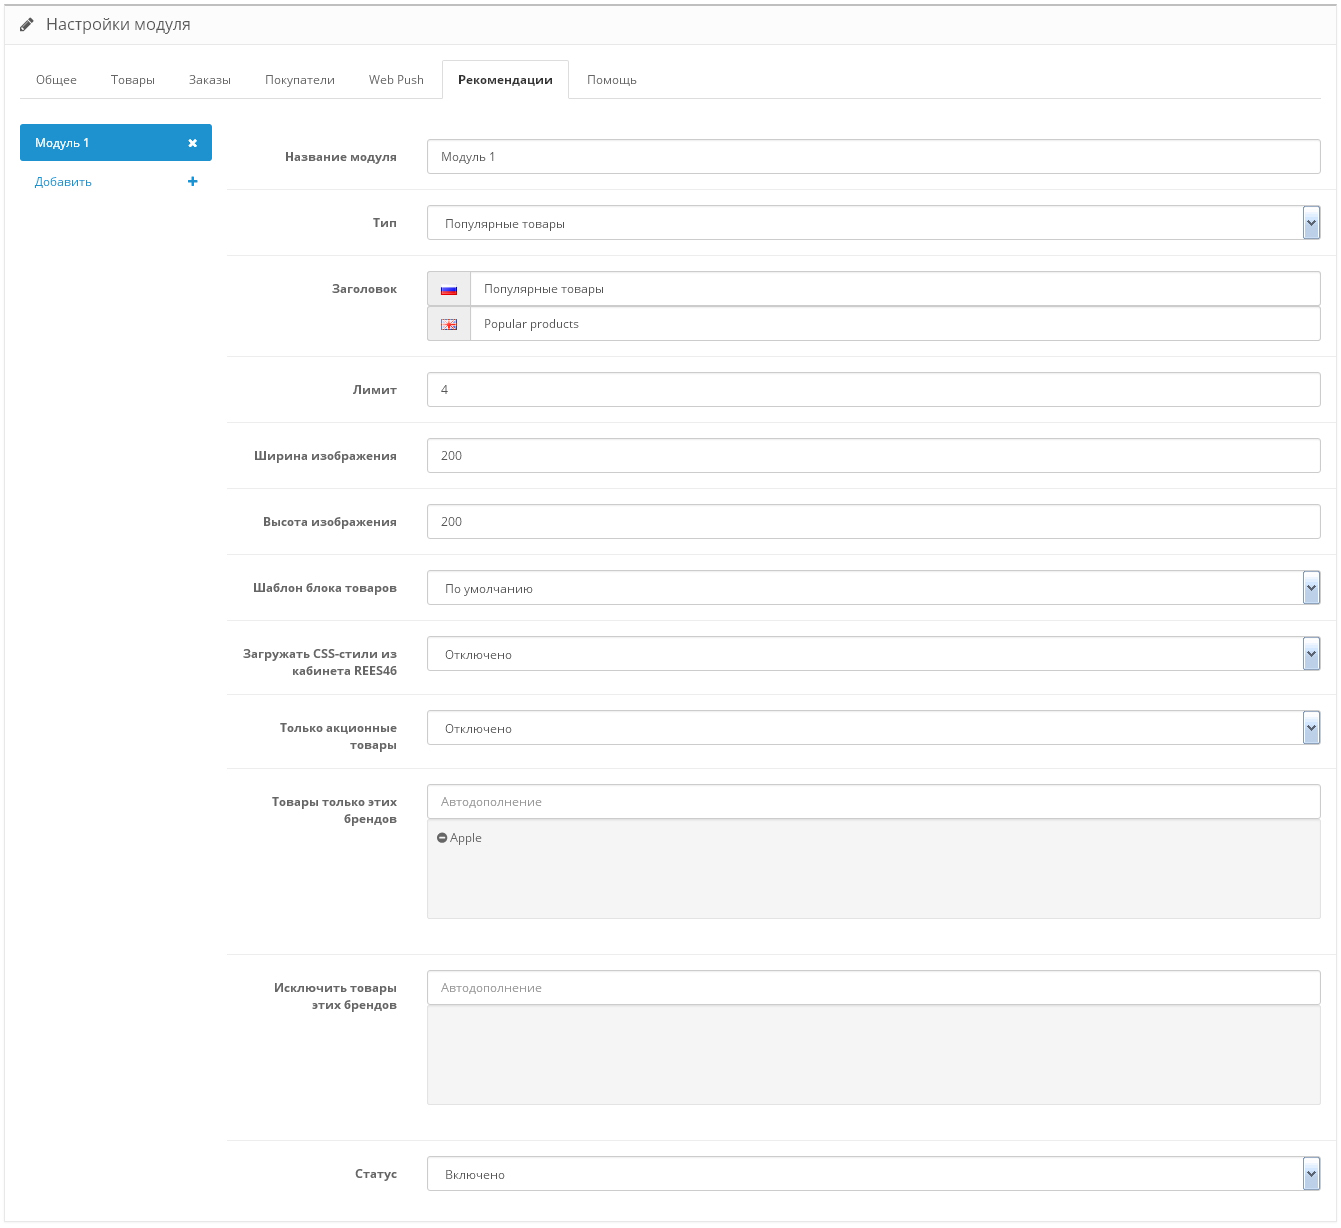 Настройки модуля
Общее Товары Заказы Покупатели Web Push Рекомендации Помощь
Модуль 1
Добавить
Название модуля Модуль 1
Тип Популярные товары
Заголовок Популярные товары
Popular products
Лимит 4
Ширина изображения 200
Высота изображения 200
Шаблон блока товаров По умолчанию
Загружать CSS-стили из
кабинета REES46
Отключено
Только акционные
товары
Отключено
Товары только этих
брендов
Автодополнение
Apple
Исключить товары
этих брендов
Автодополнение
Статус Включено